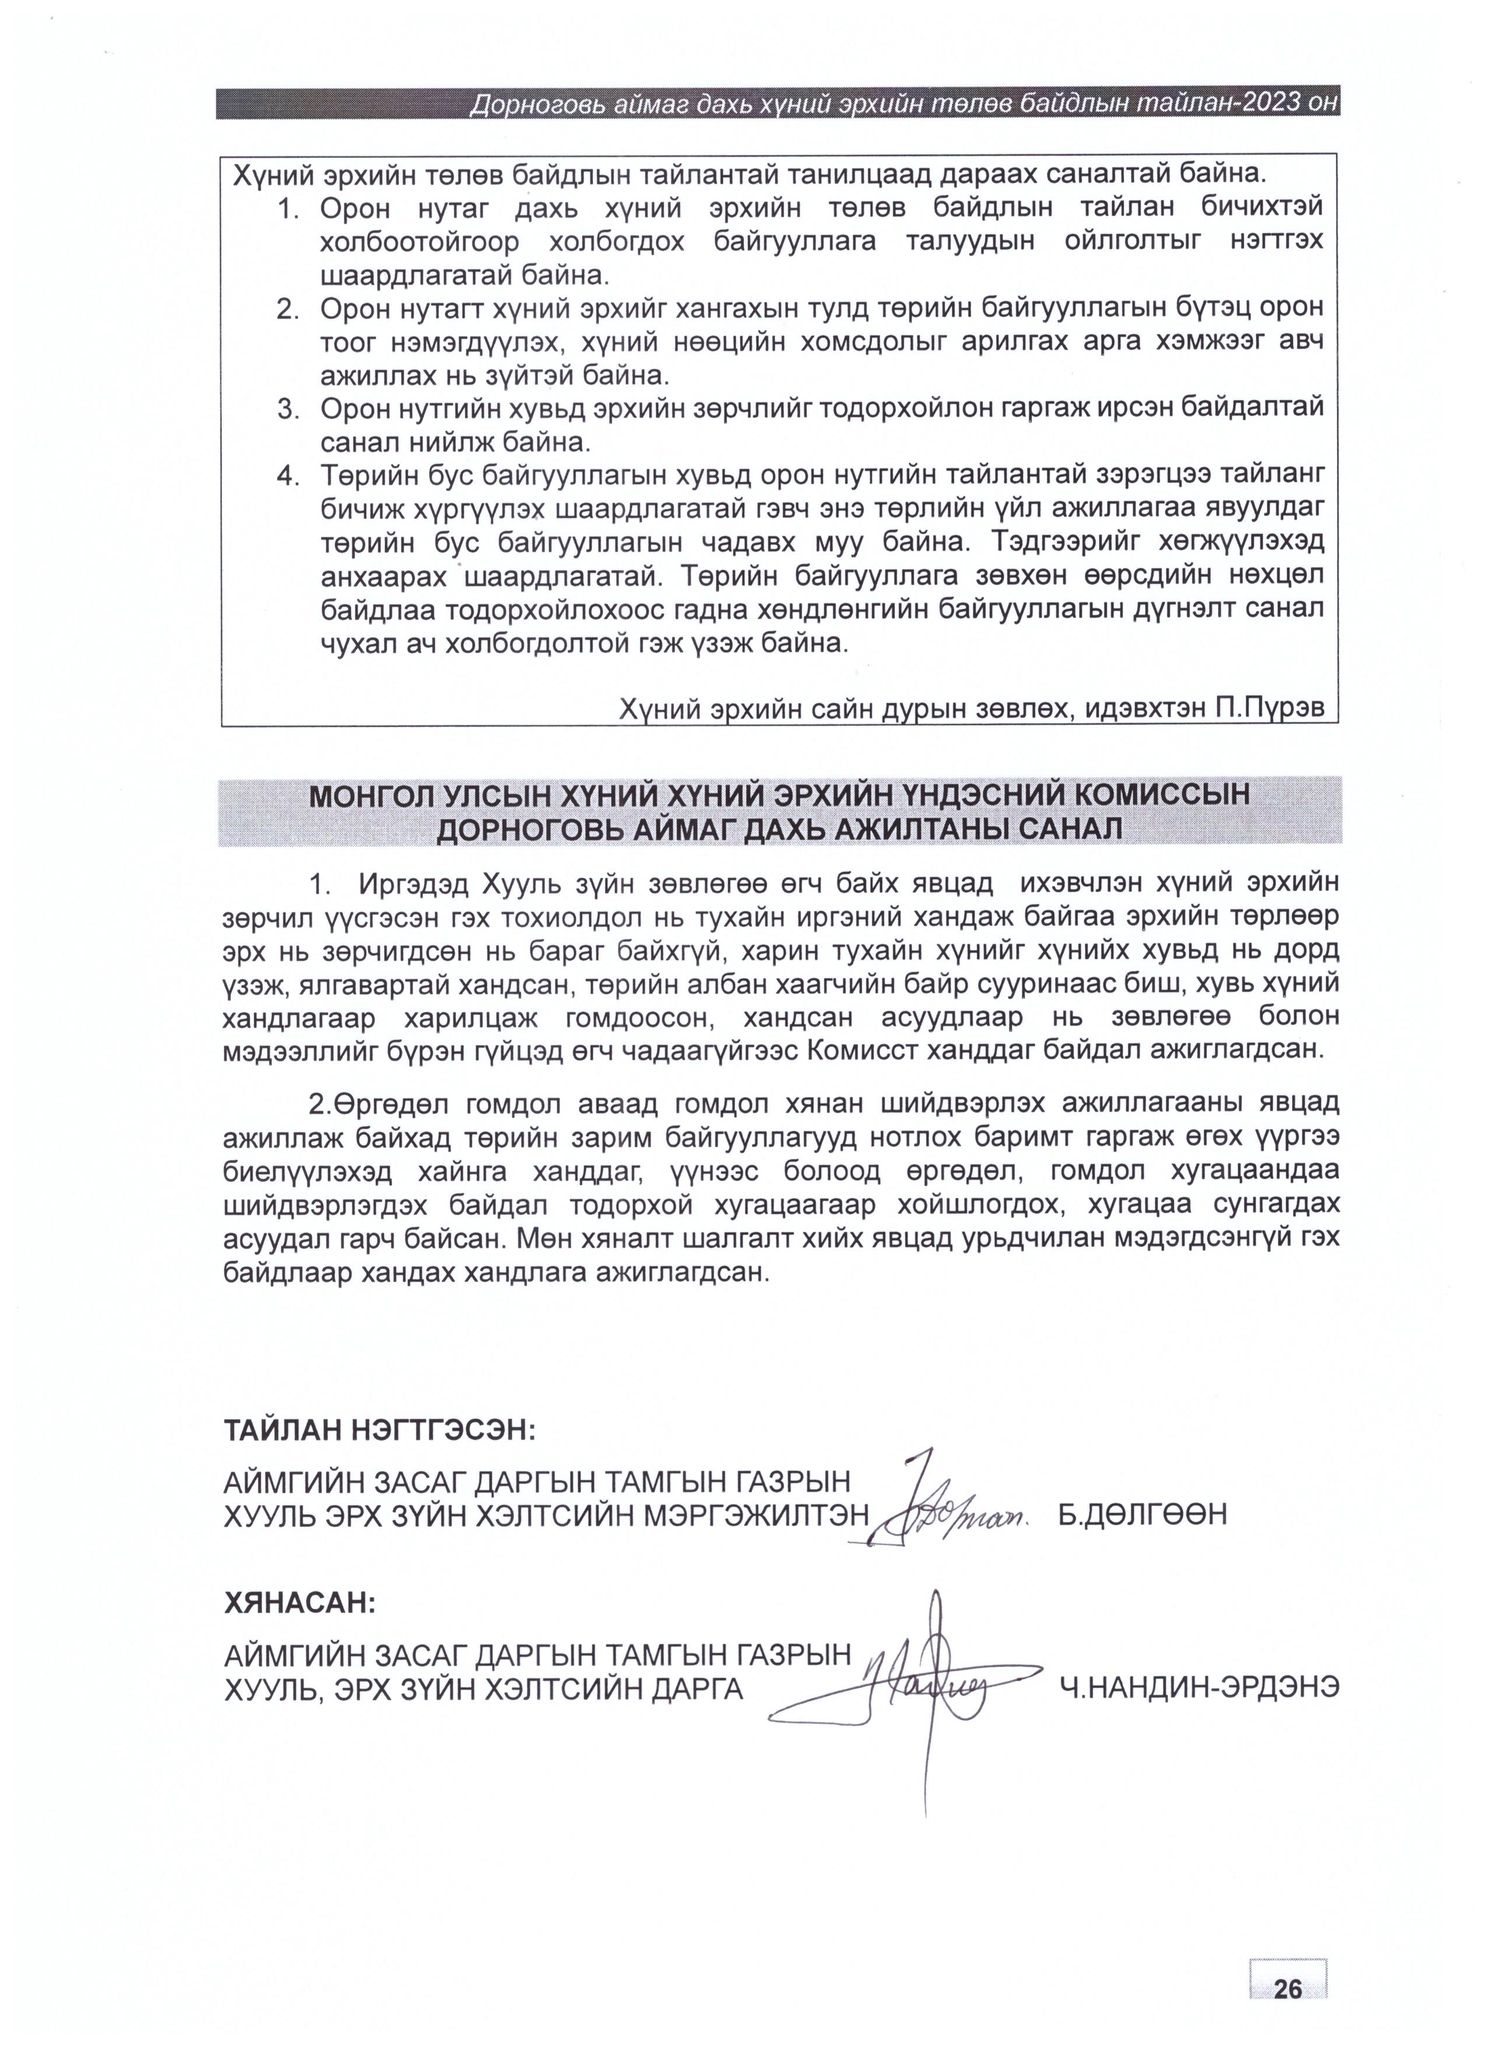 Дорноговь аймаг дахь хүний эрхийн төлөв байдлын тайлан-2023 он
Хүний эрхийн төлөв байдлын тайлантай танилцаад дараах саналтай байна.
1. Орон нутаг дахь хүний эрхийн төлөв байдлын тайлан бичихтэй
холбоотойгоор холбогдох байгууллага талуудын ойлголтыг нэгтгэх
шаардлагатай байна.
2. Орон нутагт хүний эрхийг хангахын тулд төрийн байгууллагын бүтэц орон
тоог нэмэгдүүлэх, хүний нөөцийн хомсдолыг арилгах арга хэмжээг авч
ажиллах нь зүйтэй байна.
3. Орон нутгийн хувьд эрхийн зөрчлийг тодорхойлон гаргаж ирсэн байдалтай
санал нийлж байна.
4. Төрийн бус байгууллагын хувьд орон нутгийн тайлантай зэрэгцээ тайланг
бичиж хүргүүлэх шаардлагатай гэвч энэ төрлийн үйл ажиллагаа явуулдаг
төрийн бус байгууллагын чадавх муу байна. Тэдгээрийг хөгжүүлэхэд
анхаарах шаардлагатай. Төрийн байгууллага зөвхөн өөрсдийн нөхцөл
байдлаа тодорхойлохоос гадна хөндлөнгийн байгууллагын дүгнэлт санал
чухал ач холбогдолтой гэж үзэж байна.
Хүний эрхийн сайн дурын зөвлөх, идэвхтэн П.Пүрэв
МОНГОЛ УЛСЫН ХҮНИЙ ХҮНИЙ ЭРХИЙН ҮНДЭСНИЙ КОМИССЫН
ДОРНОГОВЬ АЙМАГ ДАХЬ АЖИЛТАНЫ САНАЛ
1. Иргэдэд Хууль зүйн зөвлөгөө өгч байх явцад ихэвчлэн хүний эрхийн
зөрчил үүсгэсэн гэх тохиолдол нь тухайн иргэний хандаж байгаа эрхийн төрлөөр
эрх нь зөрчигдсөн нь бараг байхгүй, харин тухайн хүнийг хүнийх хувьд нь дорд
үзэж, ялгавартай хандсан, төрийн албан хаагчийн байр сууринаас биш, хувь хүний
хандлагаар харилцаж гомдоосон, хандсан асуудлаар нь зөвлөгөө болон
мэдээллийг бүрэн гүйцэд өгч чадаагүйгээс Комисст ханддаг байдал ажиглагдсан.
2.Өргөдөл гомдол аваад гомдол хянан шийдвэрлэх ажиллагааны явцад
ажиллаж байхад төрийн зарим байгууллагууд нотлох баримт гаргаж өгөх үүргээ
биелүүлэхэд хайнга ханддаг, үүнээс болоод өргөдөл, гомдол хугацаандаа
шийдвэрлэгдэх байдал тодорхой хугацаагаар хойшлогдох, хугацаа сунгагдах
асуудал гарч байсан. Мөн хяналт шалгалт хийх явцад урьдчилан мэдэгдсэнгүй гэх
байдлаар хандах хандлага ажиглагдсан.
ТАЙЛАН НЭГТГЭСЭН:
АЙМГИЙН ЗАСАГ ДАРГЫН ТАМГЫН ГАЗРЫН
ХУУЛЬ ЭРХ ЗҮЙН ХЭЛТСИЙН МЭРГЭЖИЛТЭН Б.ДӨЛГӨӨН
ХЯНАСАН:
АЙМГИЙН ЗАСАГ ДАРГЫН ТАМГЫН ГАЗРЫН
ХУУЛЬ, ЭРХ ЗҮЙН ХЭЛТСИЙН ДАРГА Ч.НАНДИН-ЭРДЭНЭ
26